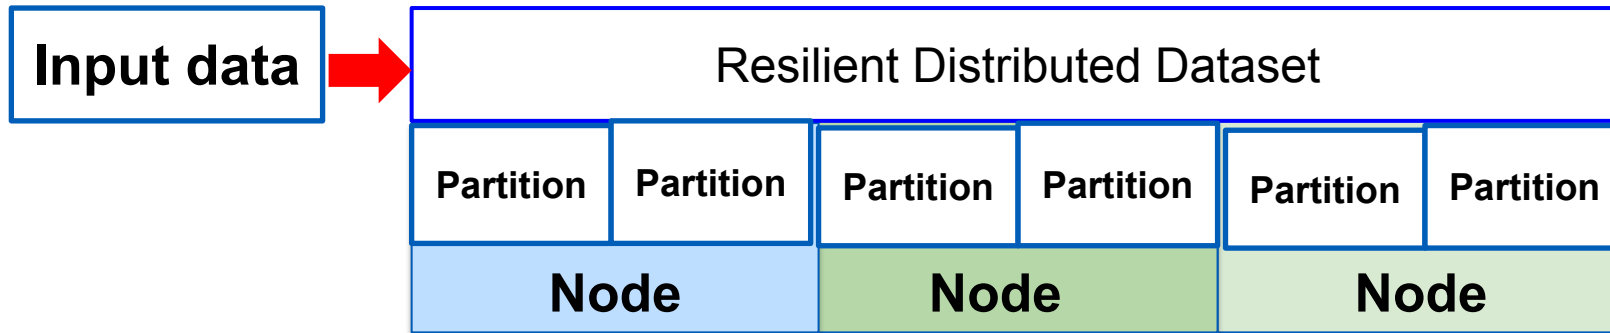 Input data
Resilient Distributed Dataset
Partition Partition Partition Partition Partition Partition
Node Node Node